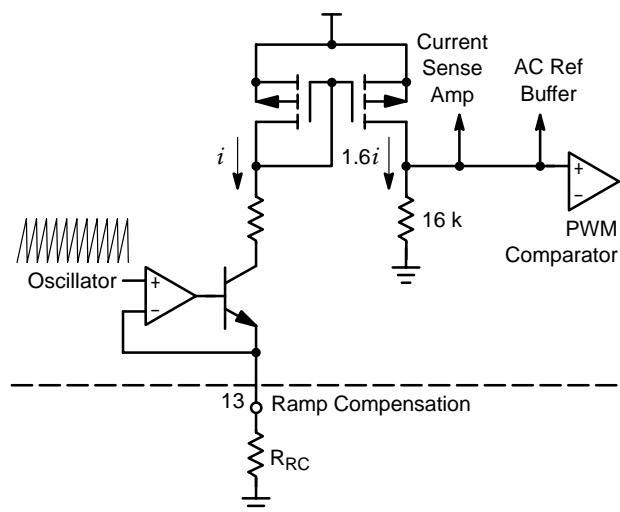 Current
Sense
Amp
AC Ref
Buffer
i
1.6i
+
−
16 k
PWM
Comparator
Oscillator
+
−
13
Ramp Compensation
RRC